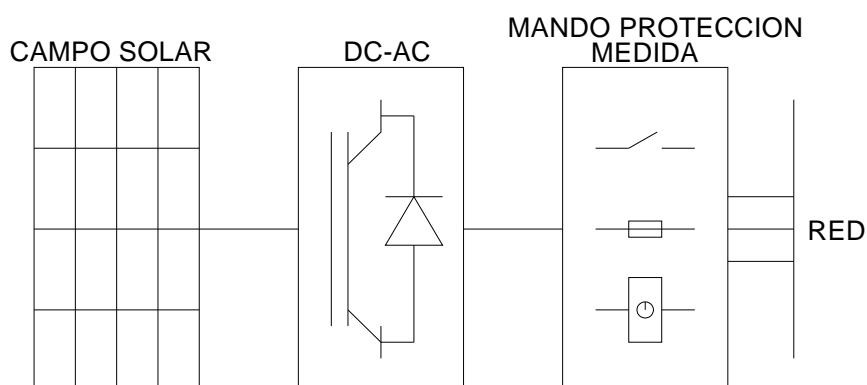 CAMPO SOLAR
DC-AC
MANDO PROTECCION
MEDIDA
RED